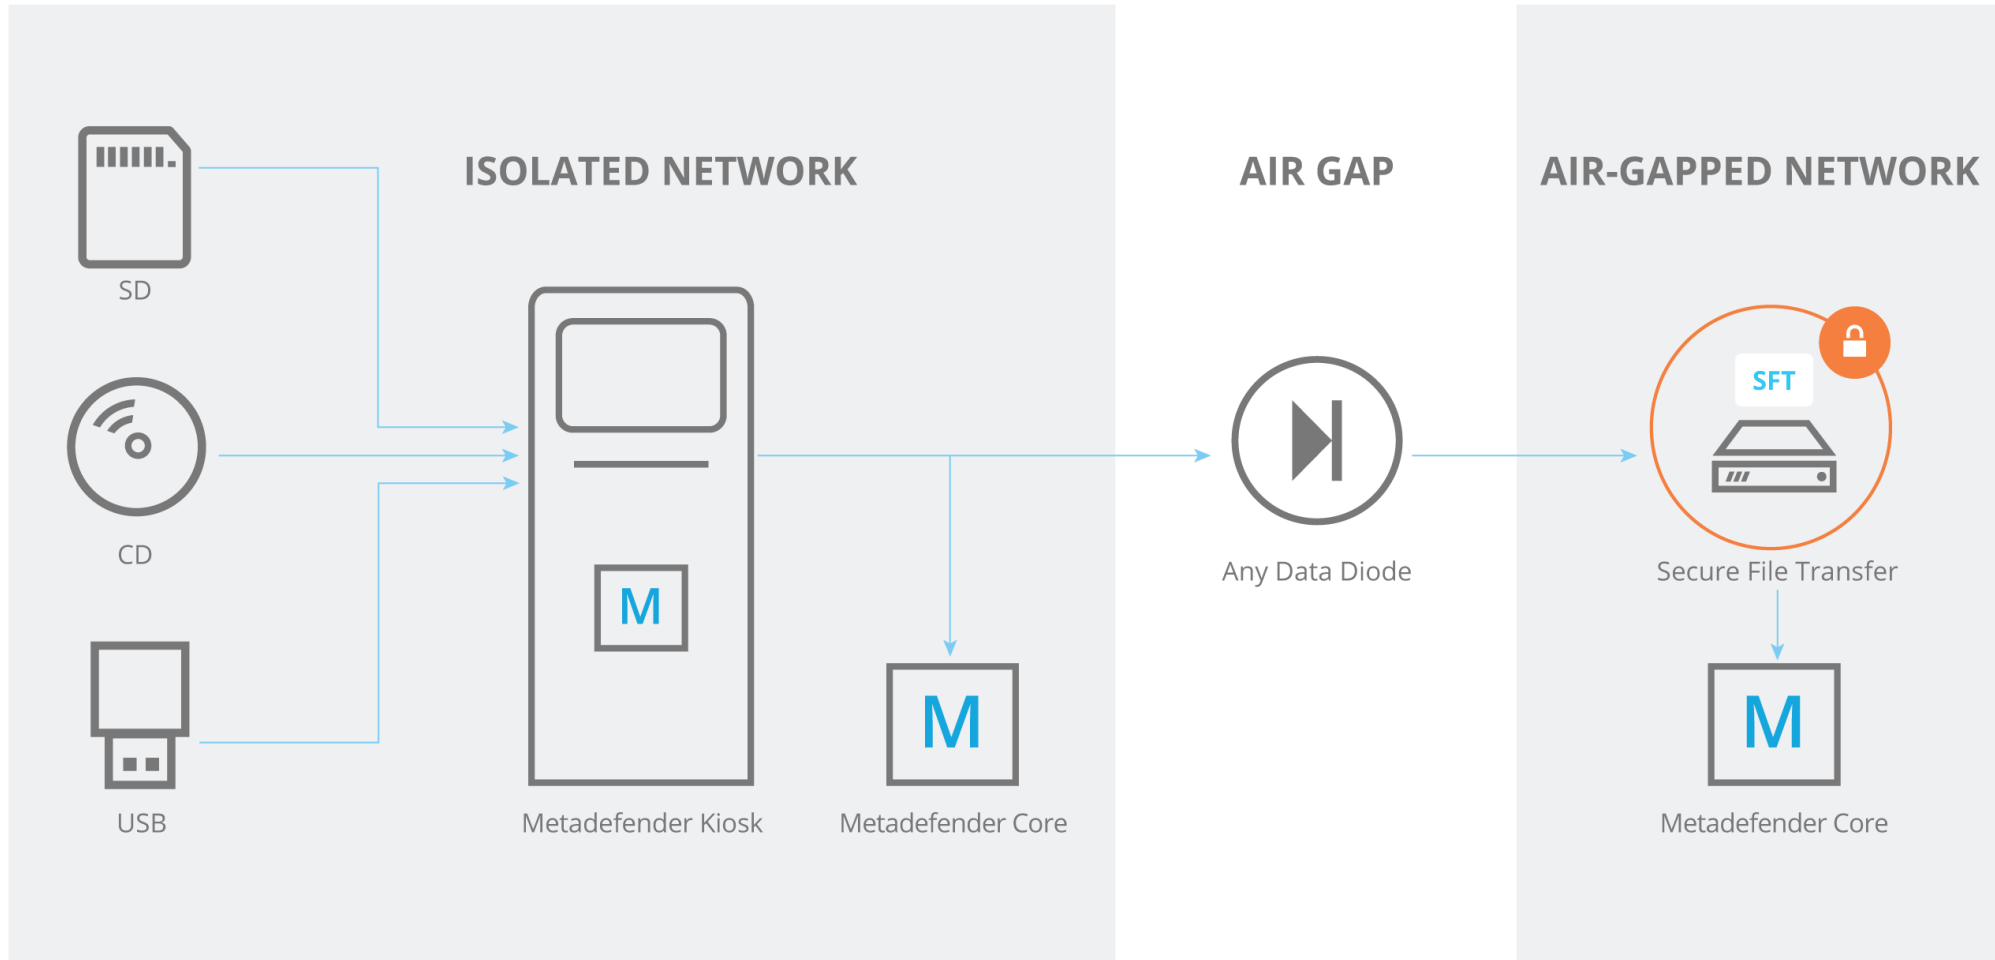 ISOLATED NETWORK
AIR GAP
AIR-GAPPED NETWORK
SD
CD
USB
M
Metadefender Kiosk
M
Metadefender Core
Any Data Diode
SFT
Secure File Transfer
M
Metadefender Core